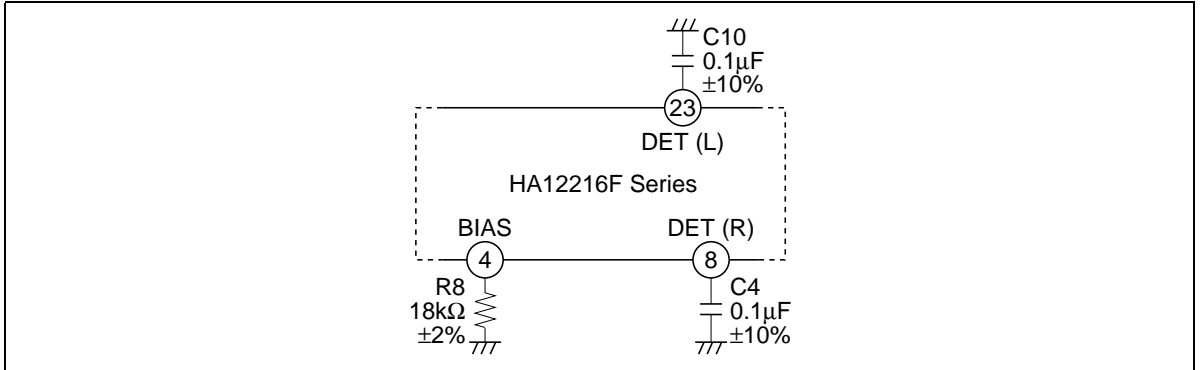 C10
0.1µF
±10%
23
DET (L)
HA12216F Series
BIAS
DET (R)
4
8
R8
18kΩ
±2%
C4
0.1µF
±10%